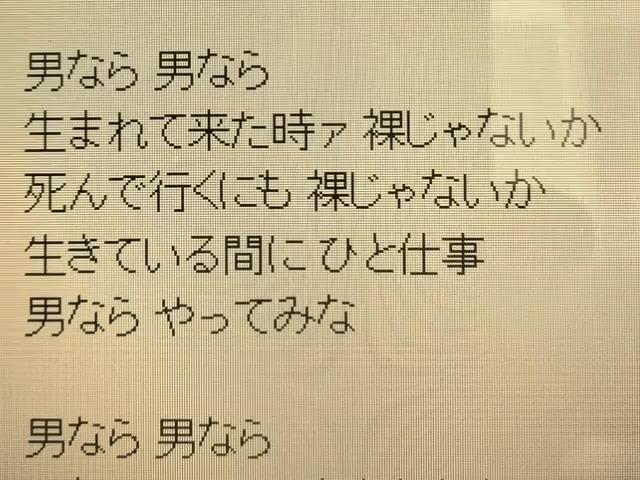 男なら 男なら
生まれて来た時ァ 裸じゃないか
死んで行くにも 裸じゃないか
生きている間に ひと仕事
男なら やってみな
男なら 男なら